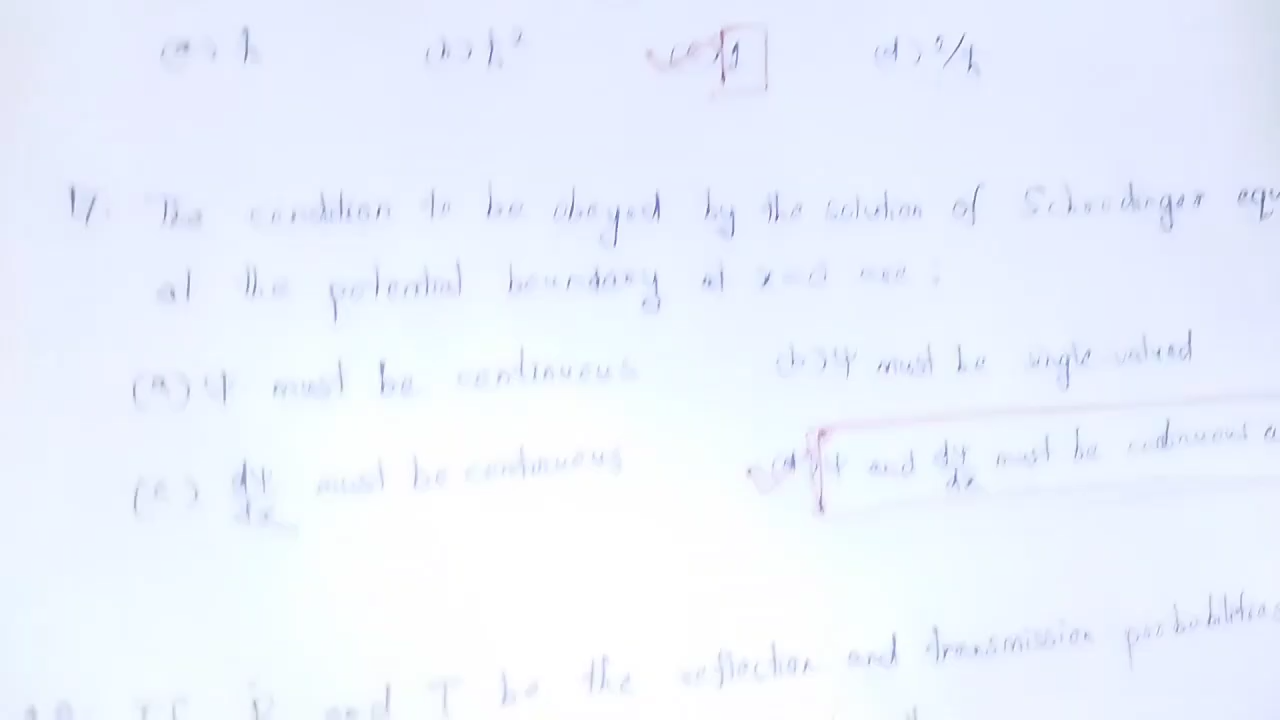 (a) h (b) h² (c) 1 (d) 1/h
17. The condition to be obeyed by the solution of Schrodinger equ
at the potential boundary at x=0 are :
(a) ψ must be continuous (b) ψ must be single valued
(c) dψ/dx must be continuous (d) ψ and dψ/dx must be continuous a
If R and T be the reflection and transmission probabilities